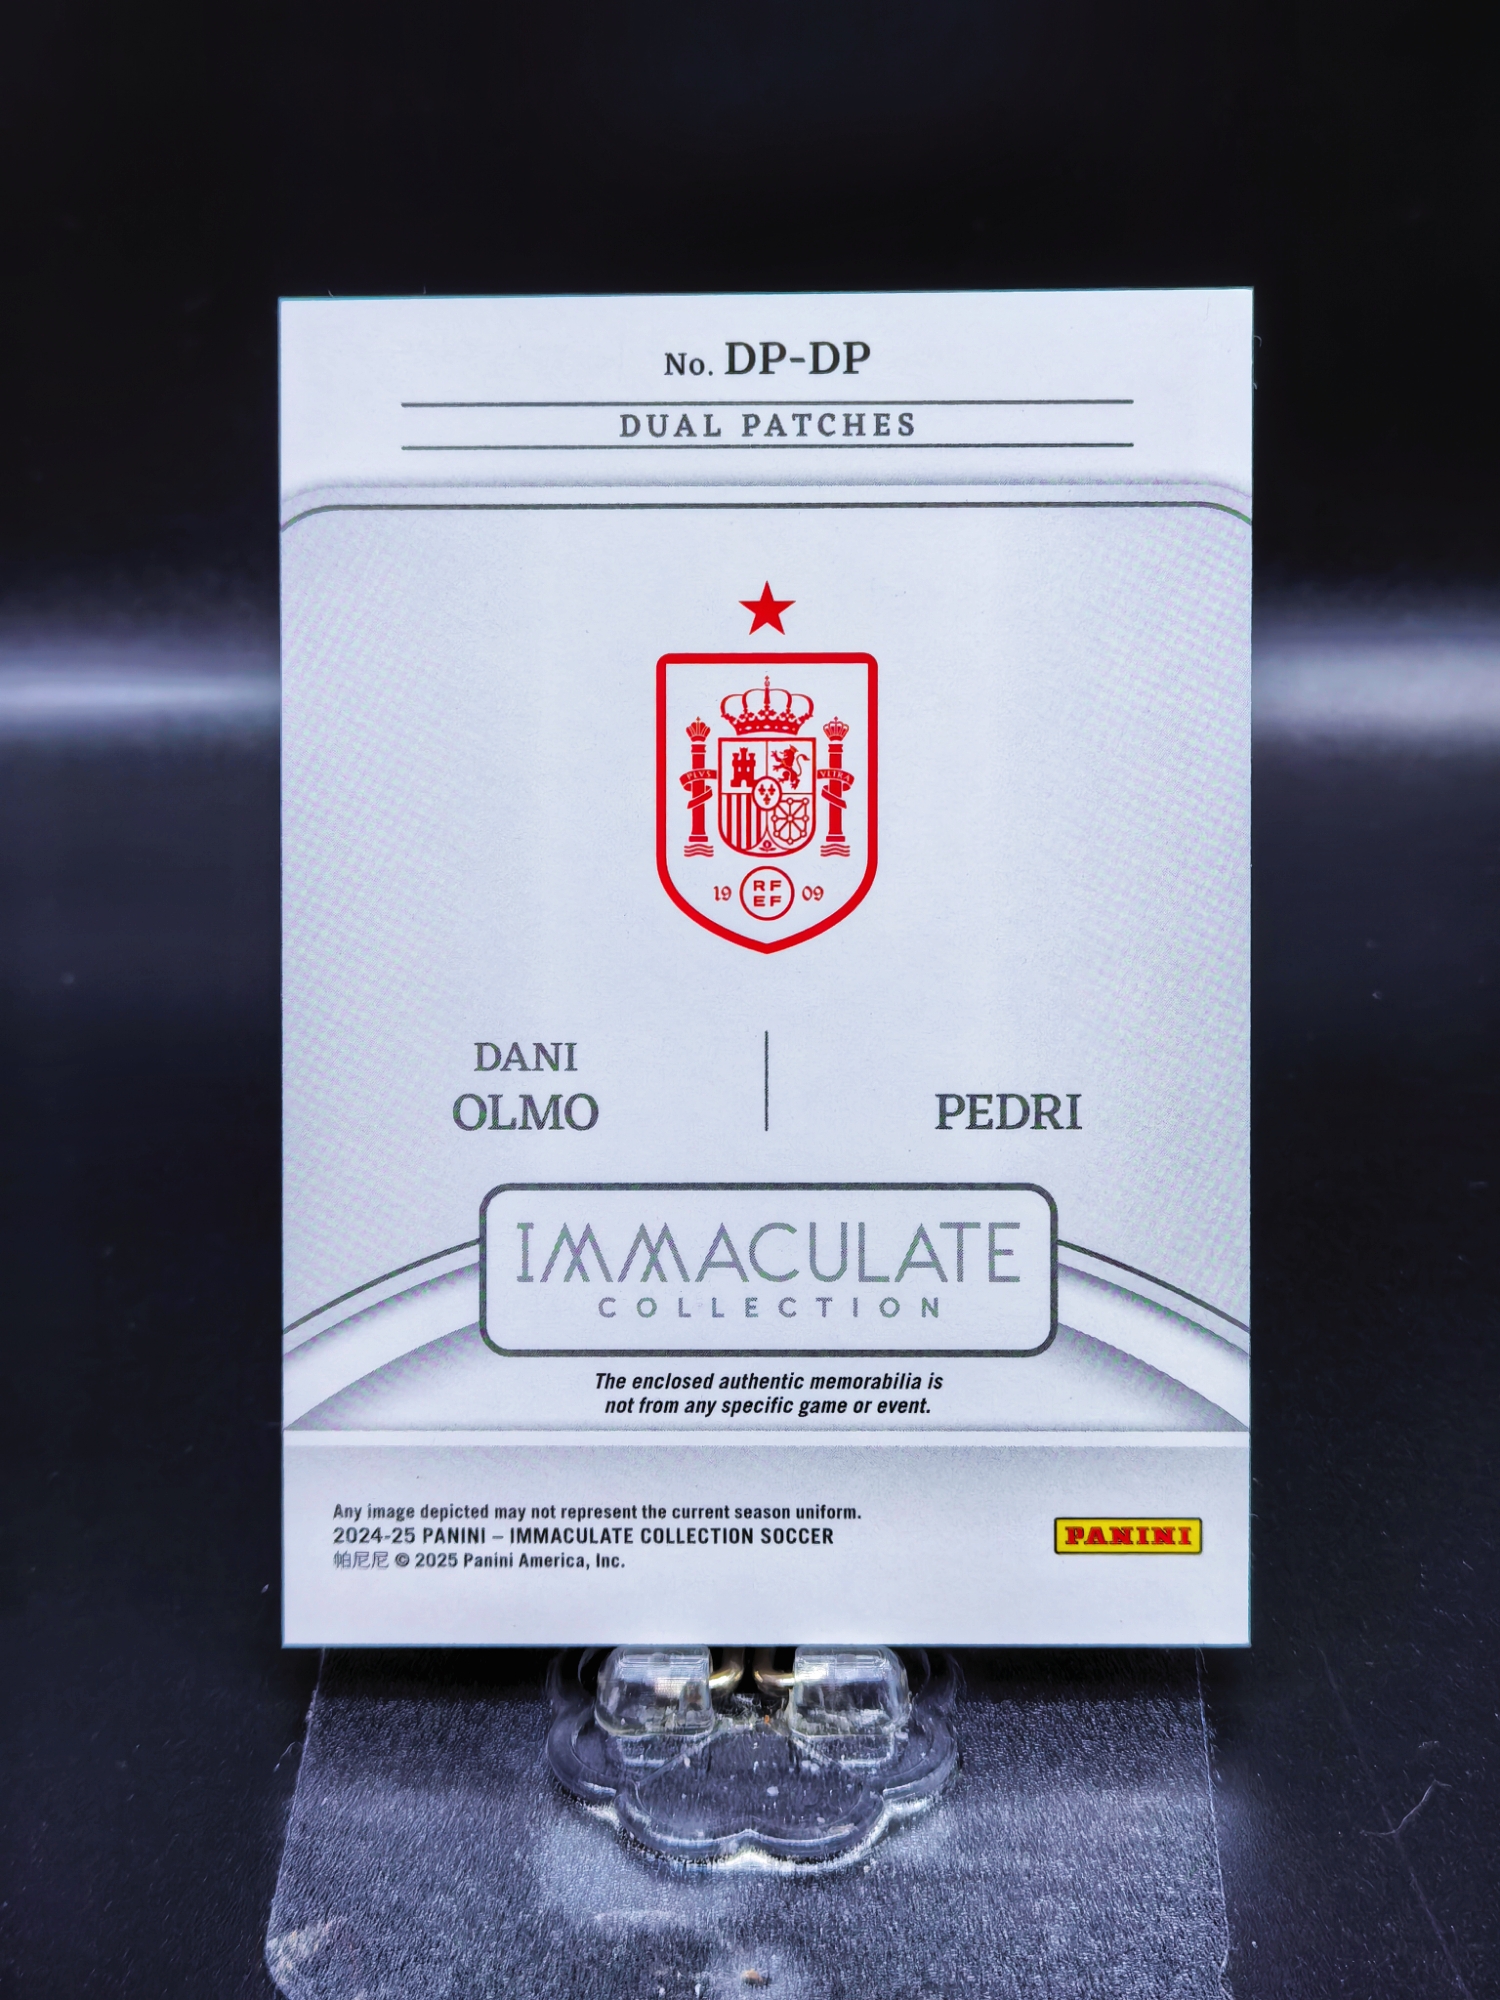 No. DP-DP
DUAL PATCHES
PLVS
VLTRA
19 RF 09
EF
DANI
OLMO
PEDRI
IMMACULATE
COLLECTION
The enclosed authentic memorabilia is
not from any specific game or event.
Any image depicted may not represent the current season uniform.
2024-25 PANINI – IMMACULATE COLLECTION SOCCER
帕尼尼 © 2025 Panini America, Inc.
PANINI